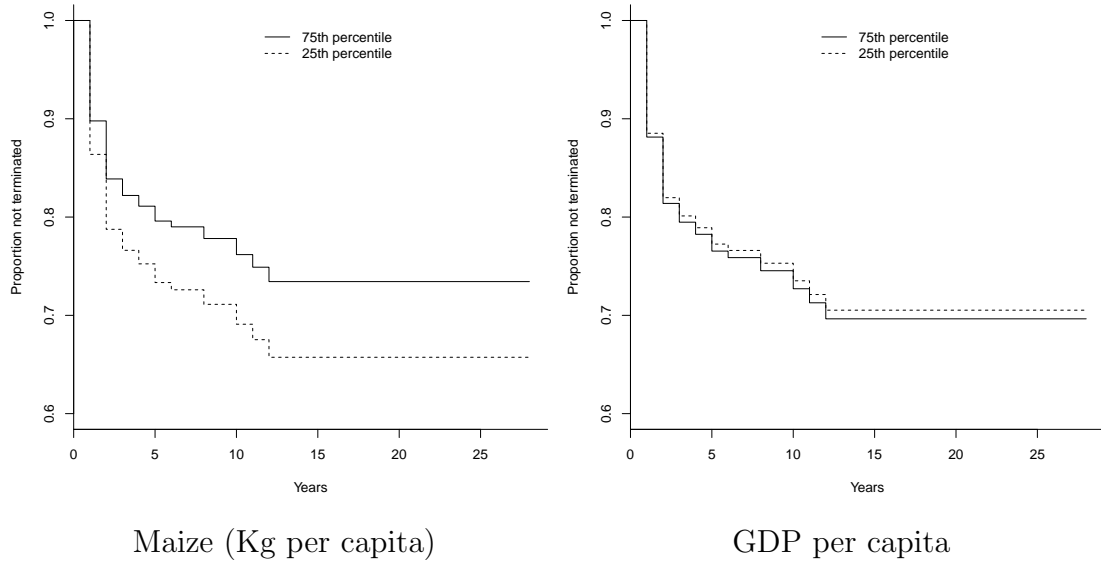 75th percentile
25th percentile
Proportion not terminated
1.0
0.9
0.8
0.7
0.6
0 5 10 15 20 25
Years
Maize (Kg per capita)
75th percentile
25th percentile
Proportion not terminated
1.0
0.9
0.8
0.7
0.6
0 5 10 15 20 25
Years
GDP per capita